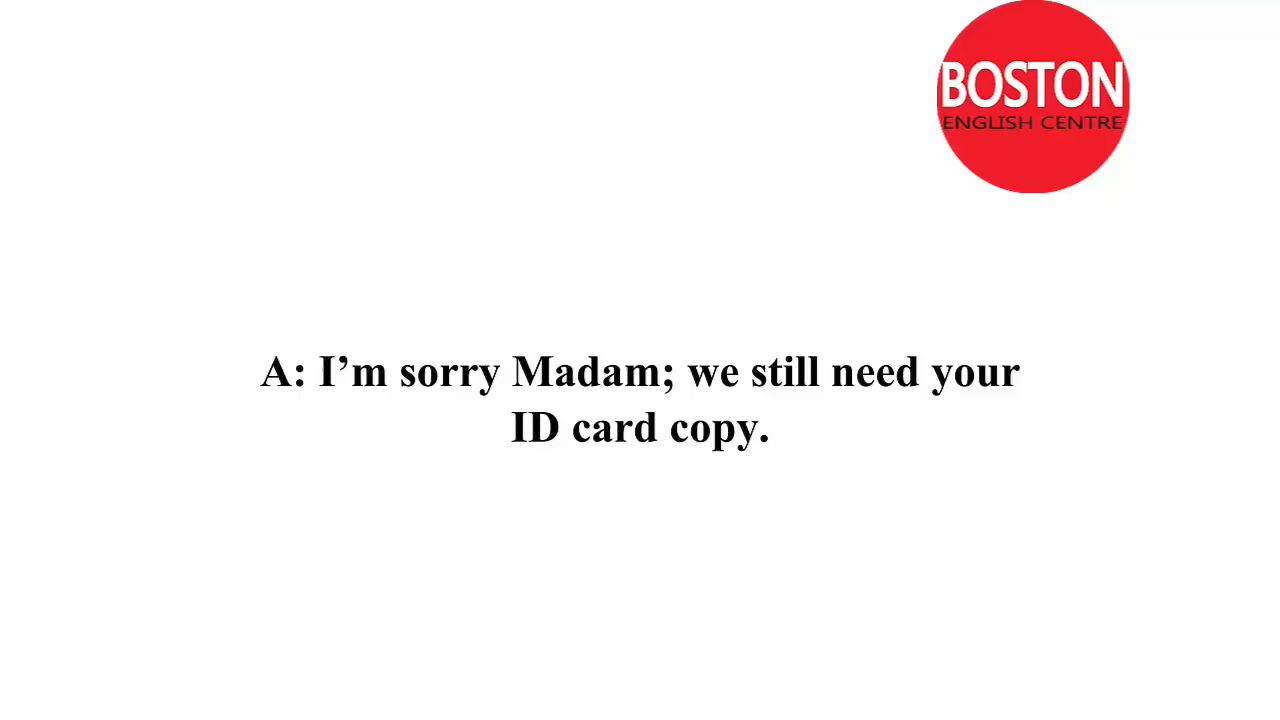 BOSTON
ENGLISH CENTRE
A: I’m sorry Madam; we still need your
ID card copy.